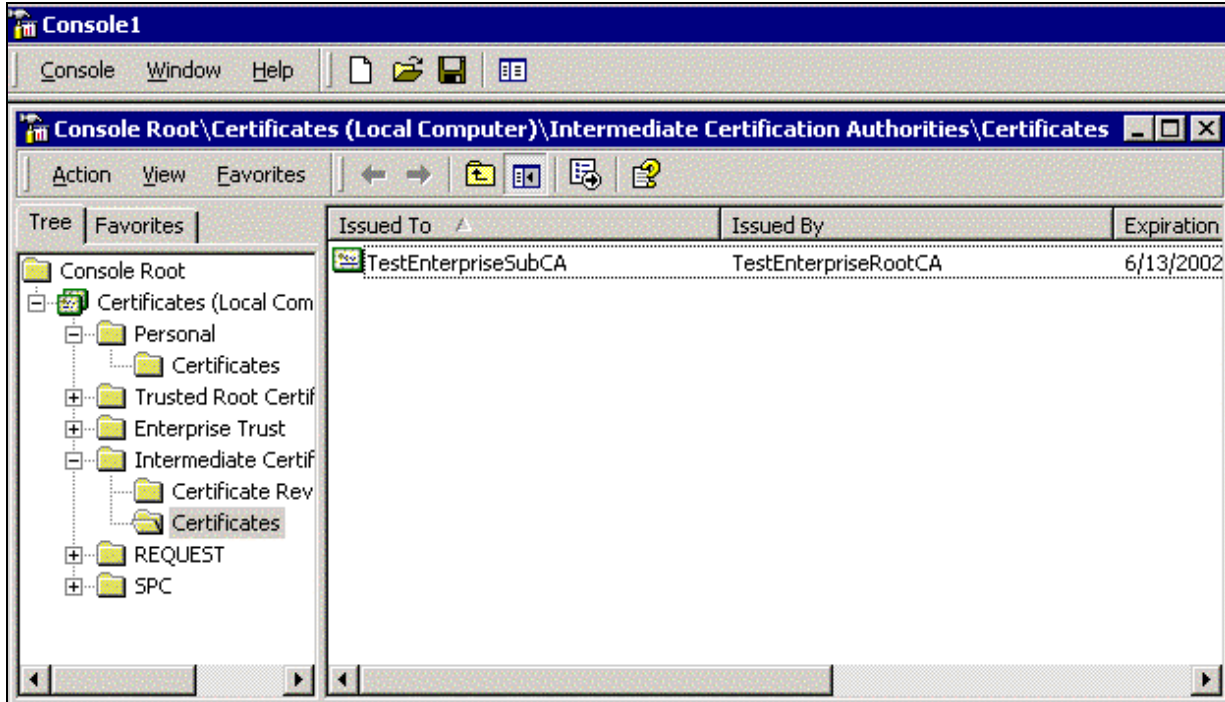 Console1
Console Window Help
Console Root\Certificates (Local Computer)\Intermediate Certification Authorities\Certificates
Action View Favorites
Tree Favorites
Issued To Issued By Expiration
Console Root
Certificates (Local Com
Personal
Certificates
Trusted Root Certif
Enterprise Trust
Intermediate Certif
Certificate Rev
Certificates
REQUEST
SPC
TestEnterpriseSubCA TestEnterpriseRootCA 6/13/2002